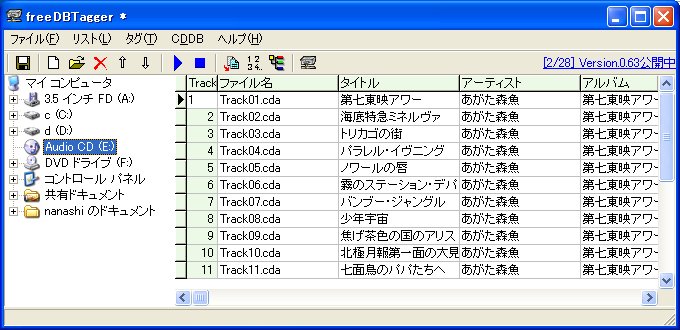 freeDBTagger *
ファイル(F) リスト(L) タグ(T) CDDB ヘルプ(H)
[2/28] Version.0.63公開中
マイ コンピュータ
3.5 インチ FD (A:)
c (C:)
d (D:)
Audio CD (E:)
DVD ドライブ (F:)
コントロール パネル
共有ドキュメント
nanashi のドキュメント
Track ファイル名 タイトル アーティスト アルバム
1 Track01.cda 第七東映アワー あがた森魚 第七東映アワ
2 Track02.cda 海底特急ミネルヴァ あがた森魚 第七東映アワ
3 Track03.cda トリカゴの街 あがた森魚 第七東映アワ
4 Track04.cda パラレル・イヴニング あがた森魚 第七東映アワ
5 Track05.cda ノワールの唇 あがた森魚 第七東映アワ
6 Track06.cda 霧のステーション・デパ あがた森魚 第七東映アワ
7 Track07.cda バンブー・ジャングル あがた森魚 第七東映アワ
8 Track08.cda 少年宇宙 あがた森魚 第七東映アワ
9 Track09.cda 焦げ茶色の国のアリス あがた森魚 第七東映アワ
10 Track10.cda 北極月報第一面の大見 あがた森魚 第七東映アワ
11 Track11.cda 七面鳥のパパたちへ あがた森魚 第七東映アワ